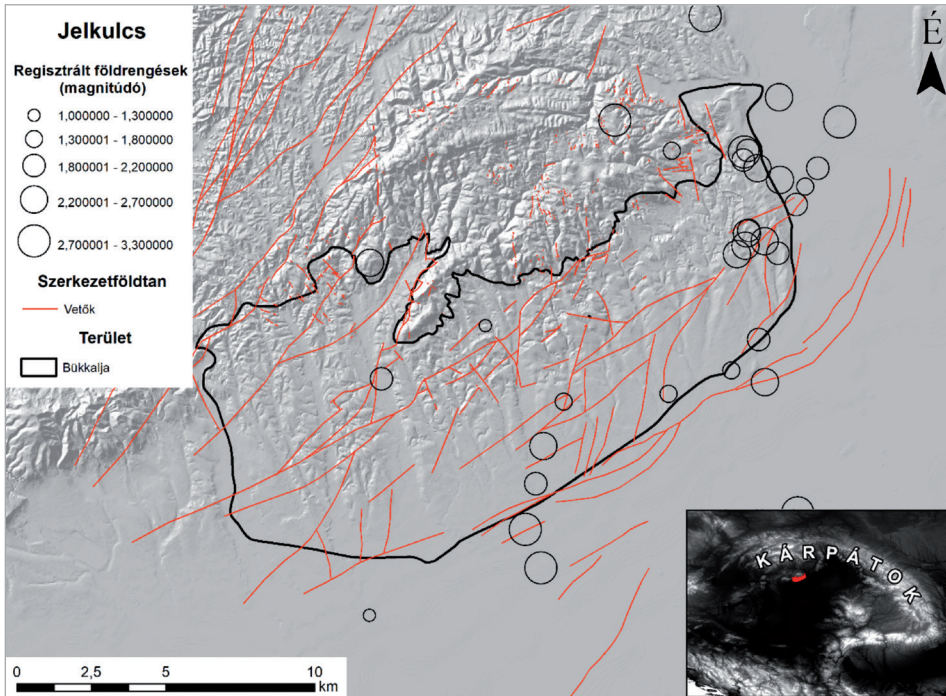 Jelkulcs
Regisztrált földrengések
(magnitúdó)
1,000000 - 1,300000
1,300001 - 1,800000
1,800001 - 2,200000
2,200001 - 2,700000
2,700001 - 3,300000
Szerkezetföldtan
Vetők
Terület
Bükkalja
É
KÁRPÁTOK
0 2,5 5 10
km